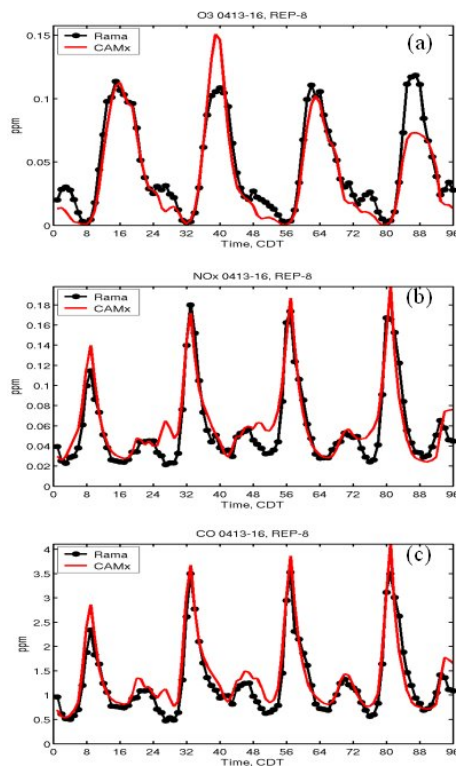 O3 0413-16, REP-8
Rama
CAMx
(a)
0.15
0.1
0.05
0
ppm
0 8 16 24 32 40 48 56 64 72 80 88 96
Time, CDT
NOx 0413-16, REP-8
Rama
CAMx
(b)
0.18
0.16
0.14
0.12
0.1
0.08
0.06
0.04
0.02
0
ppm
0 8 16 24 32 40 48 56 64 72 80 88 96
Time, CDT
CO 0413-16, REP-8
Rama
CAMx
(c)
4
3.5
3
2.5
2
1.5
1
0.5
0
ppm
0 8 16 24 32 40 48 56 64 72 80 88 96
Time, CDT